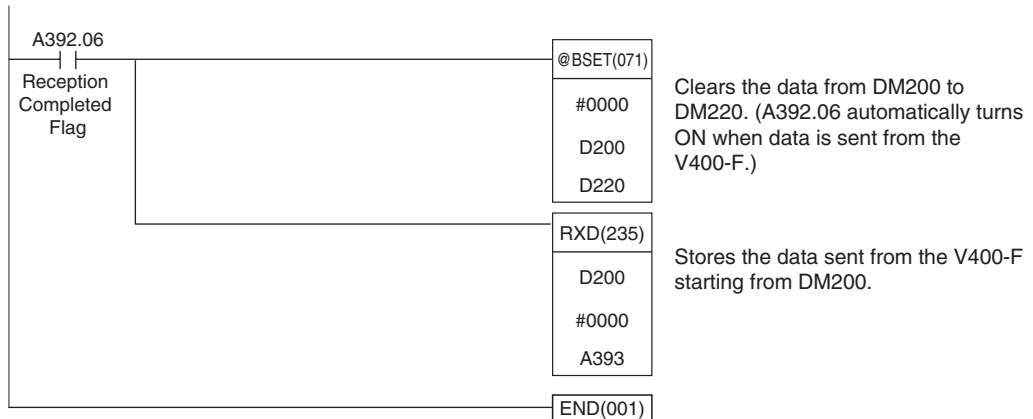 A392.06
Reception
Completed
Flag
@BSET(071)
#0000
D200
D220
Clears the data from DM200 to
DM220. (A392.06 automatically turns
ON when data is sent from the
V400-F.)
RXD(235)
D200
#0000
A393
Stores the data sent from the V400-F
starting from DM200.
END(001)